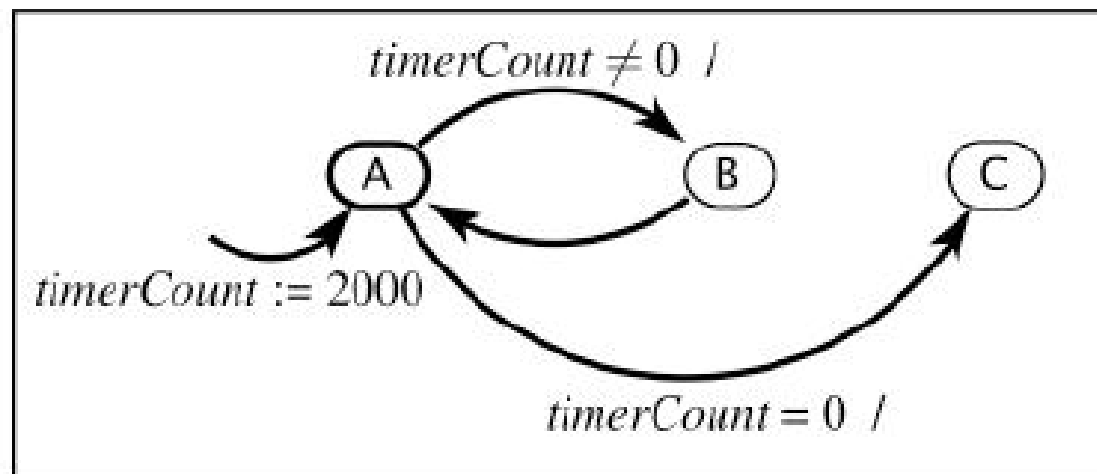 timerCount ≠ 0 /
A
B
C
timerCount := 2000
timerCount = 0 /